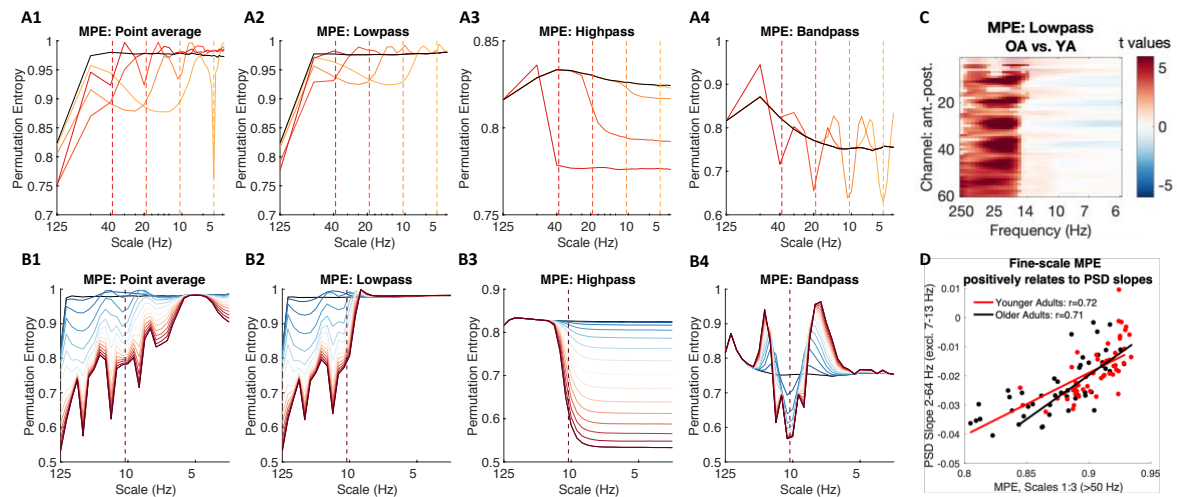 A1
MPE: Point average
Permutation Entropy
1
0.95
0.9
0.85
0.8
0.75
0.7
125 40 20 10 5
Scale (Hz)
A2
MPE: Lowpass
Permutation Entropy
1
0.95
0.9
0.85
0.8
0.75
0.7
125 40 20 10 5
Scale (Hz)
A3
MPE: Highpass
Permutation Entropy
0.85
0.8
0.75
125 40 20 10 5
Scale (Hz)
A4
MPE: Bandpass
Permutation Entropy
1
0.9
0.8
0.7
0.6
125 40 20 10 5
Scale (Hz)
C
MPE: Lowpass
OA vs. YA
t values
Channel: ant.-post.
20
40
60
250 25 14 10 7 6
Frequency (Hz)
5
0
-5
B1
MPE: Point average
Permutation Entropy
1
0.9
0.8
0.7
0.6
0.5
125 10
Scale (Hz)
B2
MPE: Lowpass
Permutation Entropy
1
0.9
0.8
0.7
0.6
0.5
125 10
Scale (Hz)
B3
MPE: Highpass
Permutation Entropy
1
0.9
0.8
0.7
0.6
0.5
125 10
Scale (Hz)
B4
MPE: Bandpass
Permutation Entropy
1
0.9
0.8
0.7
0.6
0.5
125 10
Scale (Hz)
D
Fine-scale MPE
positively relates to PSD slopes
Younger Adults: r=0.72
Older Adults: r=0.71
PSD Slope 2-64 Hz (excl. 7-13 Hz)
0.01
0
-0.01
-0.02
-0.03
-0.04
-0.05
0.8 0.85 0.9 0.95
MPE, Scales 1:3 (>50 Hz)